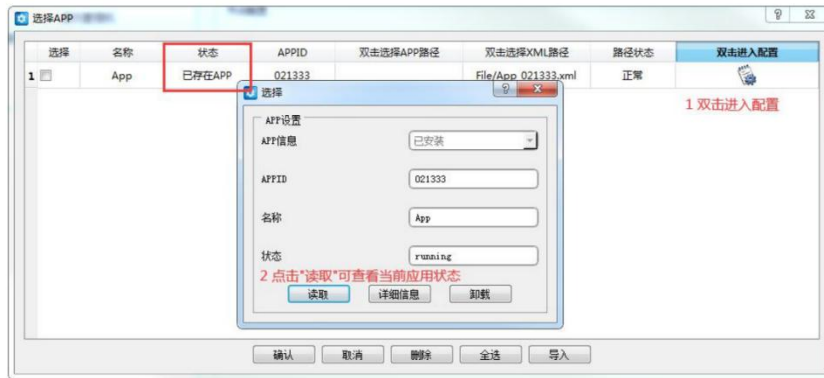 选择APP
选择 名称 状态 APPID 双击选择APP路径 双击选择XML路径 路径状态 双击进入配置
1 App 已存在APP 021333 File/App_021333.xml 正常
选择
1 双击进入配置
APP设置
APP信息 已安装
APPID 021333
名称 App
状态 running
2 点击"读取"可查看当前应用状态
读取 详细信息 卸载
确认 取消 删除 全选 导入